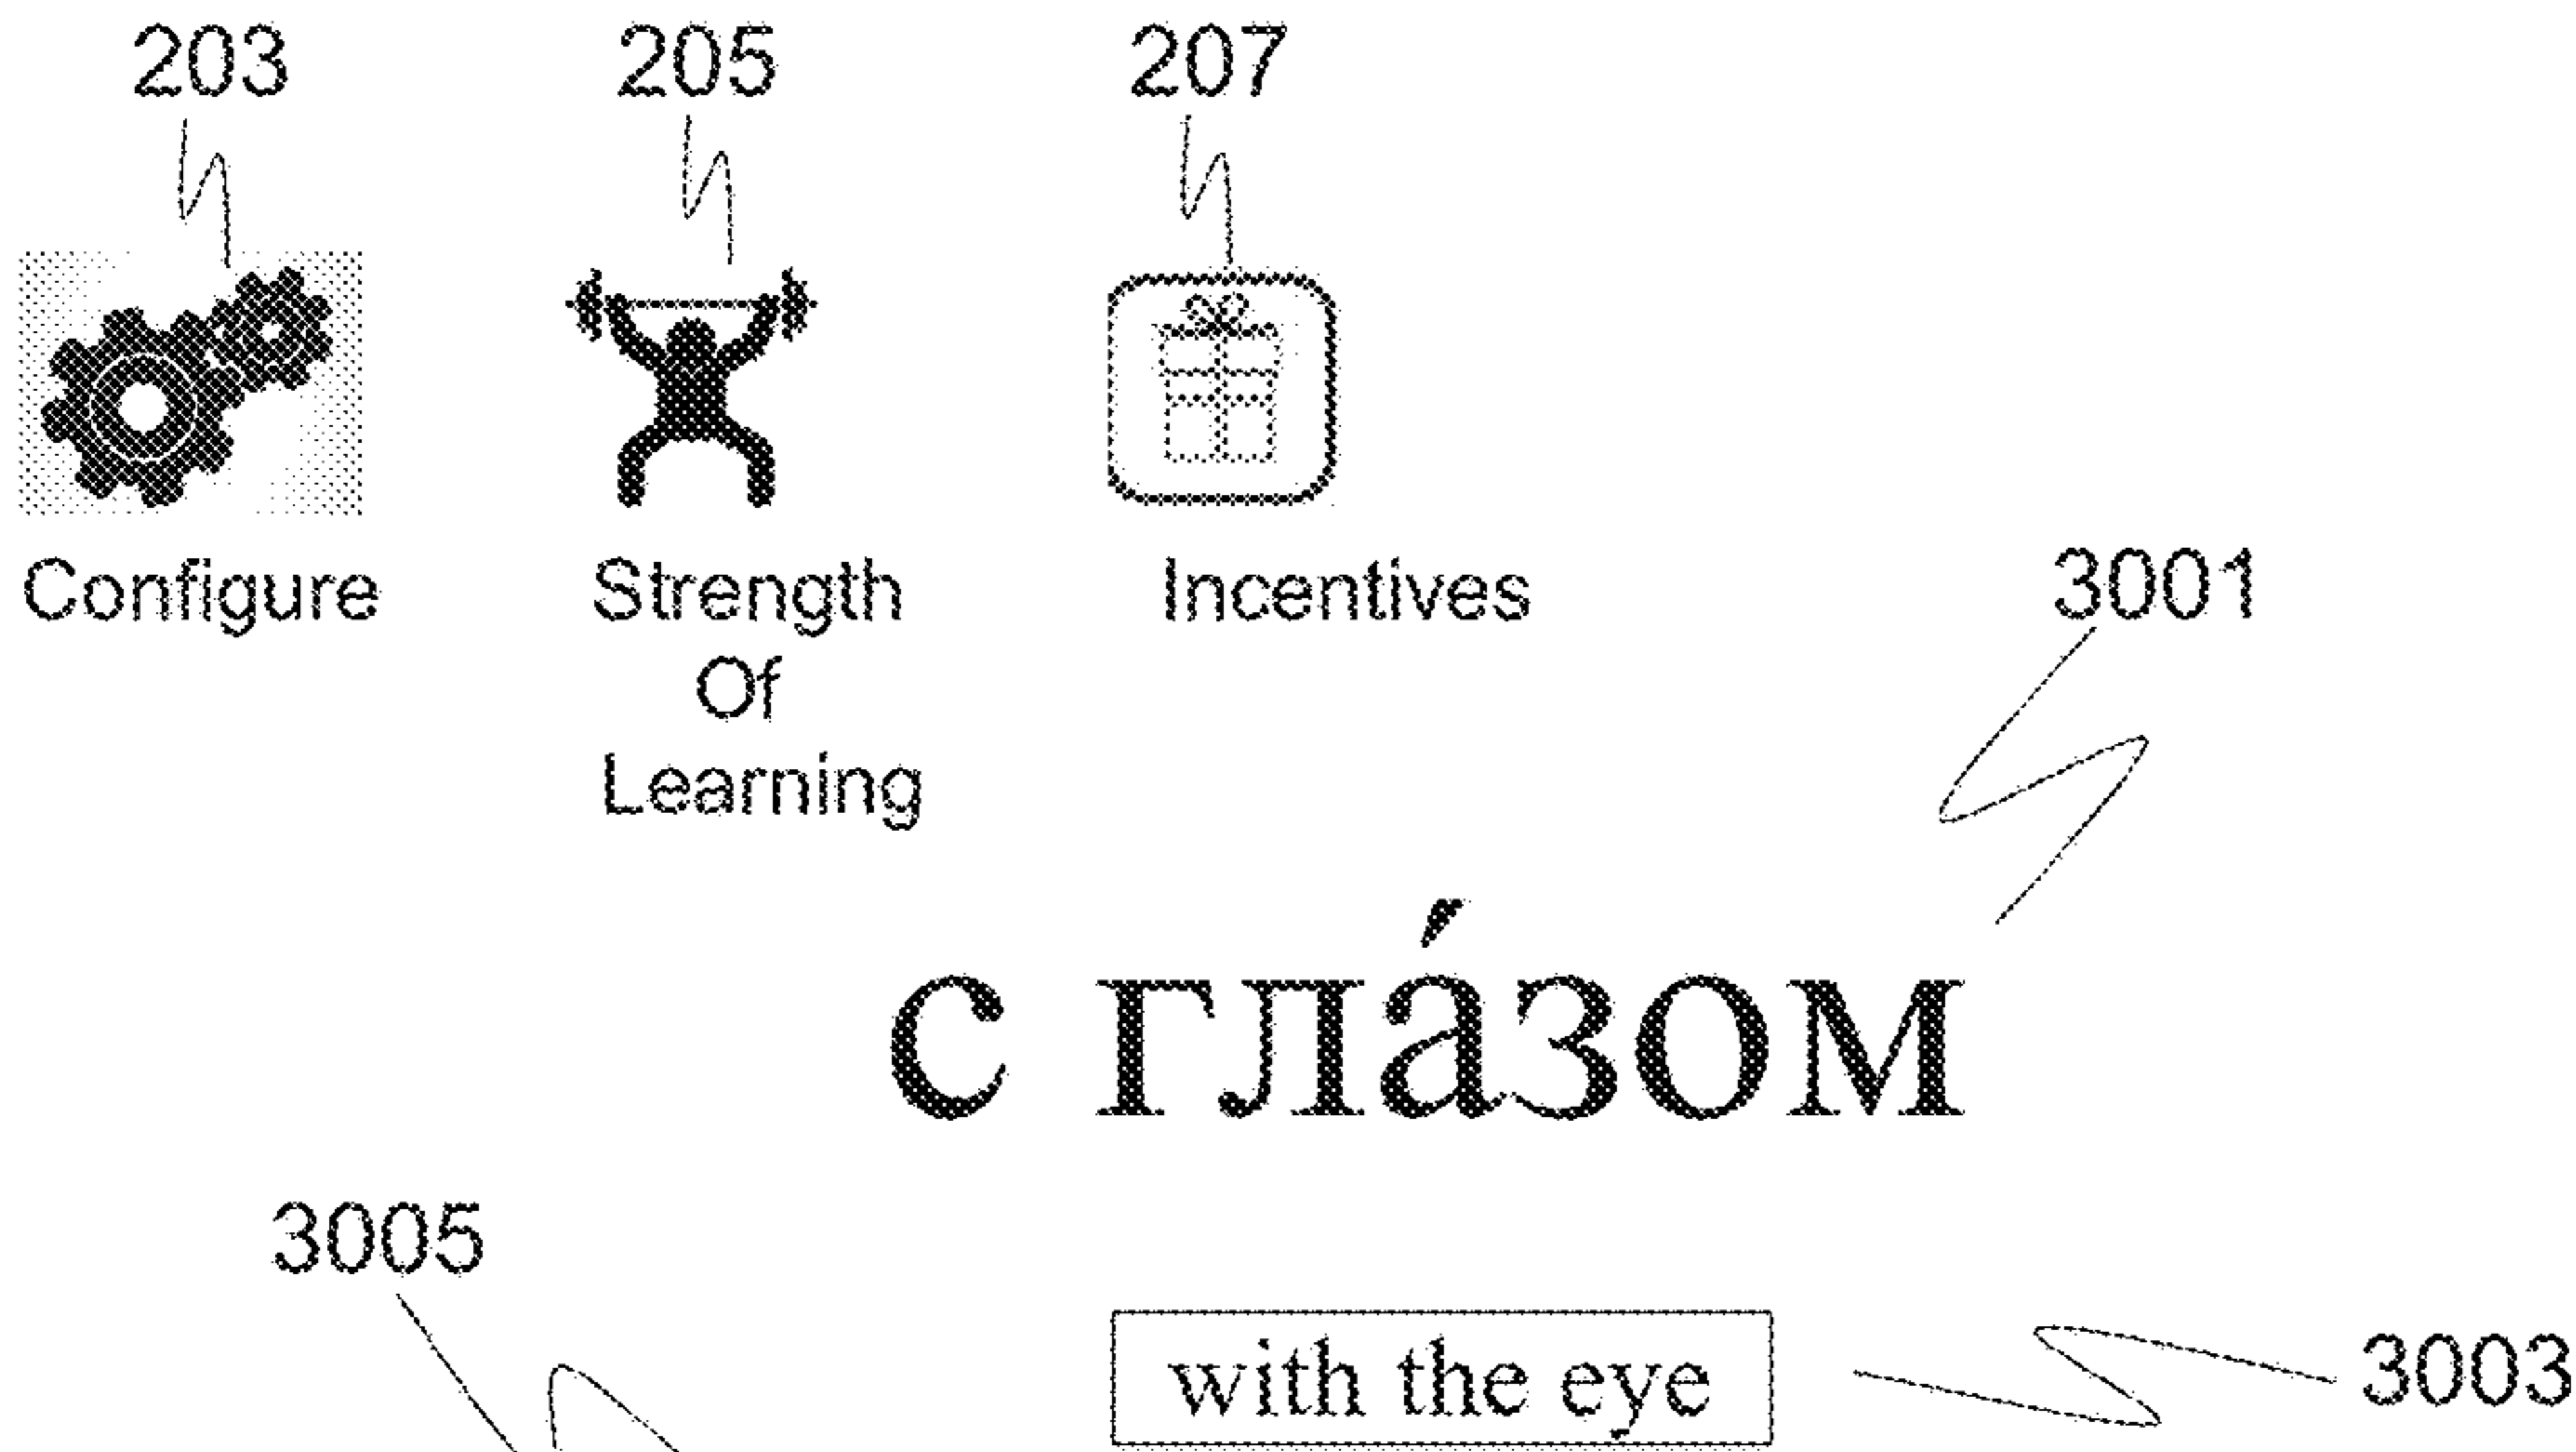 203 205 207
Configure Strength Incentives
Of
Learning
3001
с гла́зом
3005
with the eye
3003